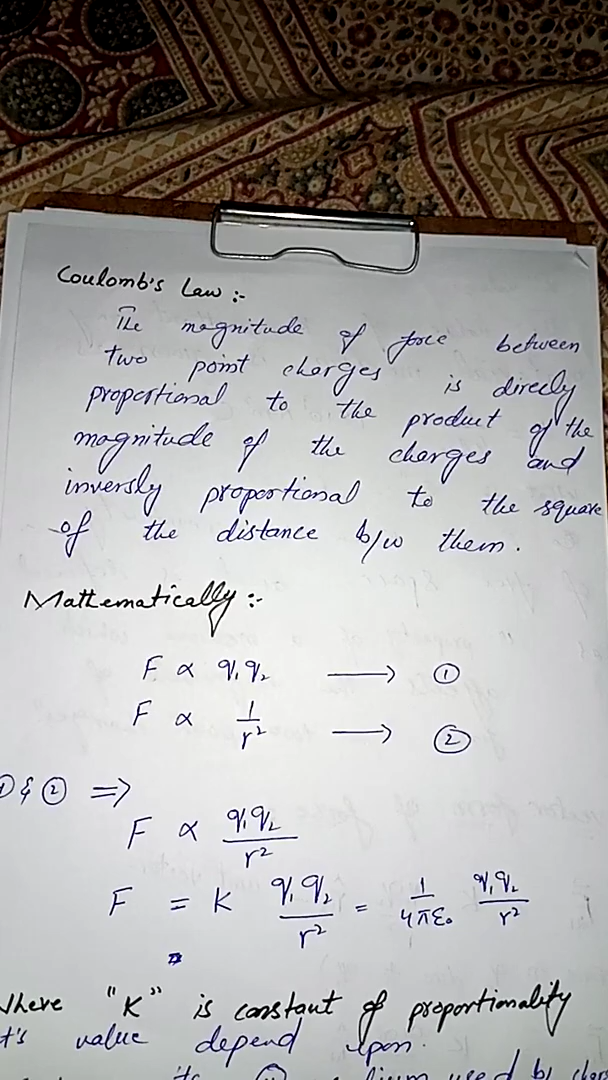 Coulomb's Law :-
The magnitude of force between
two point charges is direcly
proportional to the product of the
magnitude of the charges and
inversly proportional to the square
of the distance b/w them.
Mathematically :-
F ∝ q₁q₂ ⟶ ①
F ∝ 1/r² ⟶ ②
① & ② ⇒
F ∝ q₁q₂/r²
F = K q₁q₂/r² = 1/4πε₀ q₁q₂/r²
Where "K" is constant of proportionality
It's value depend upon
used by